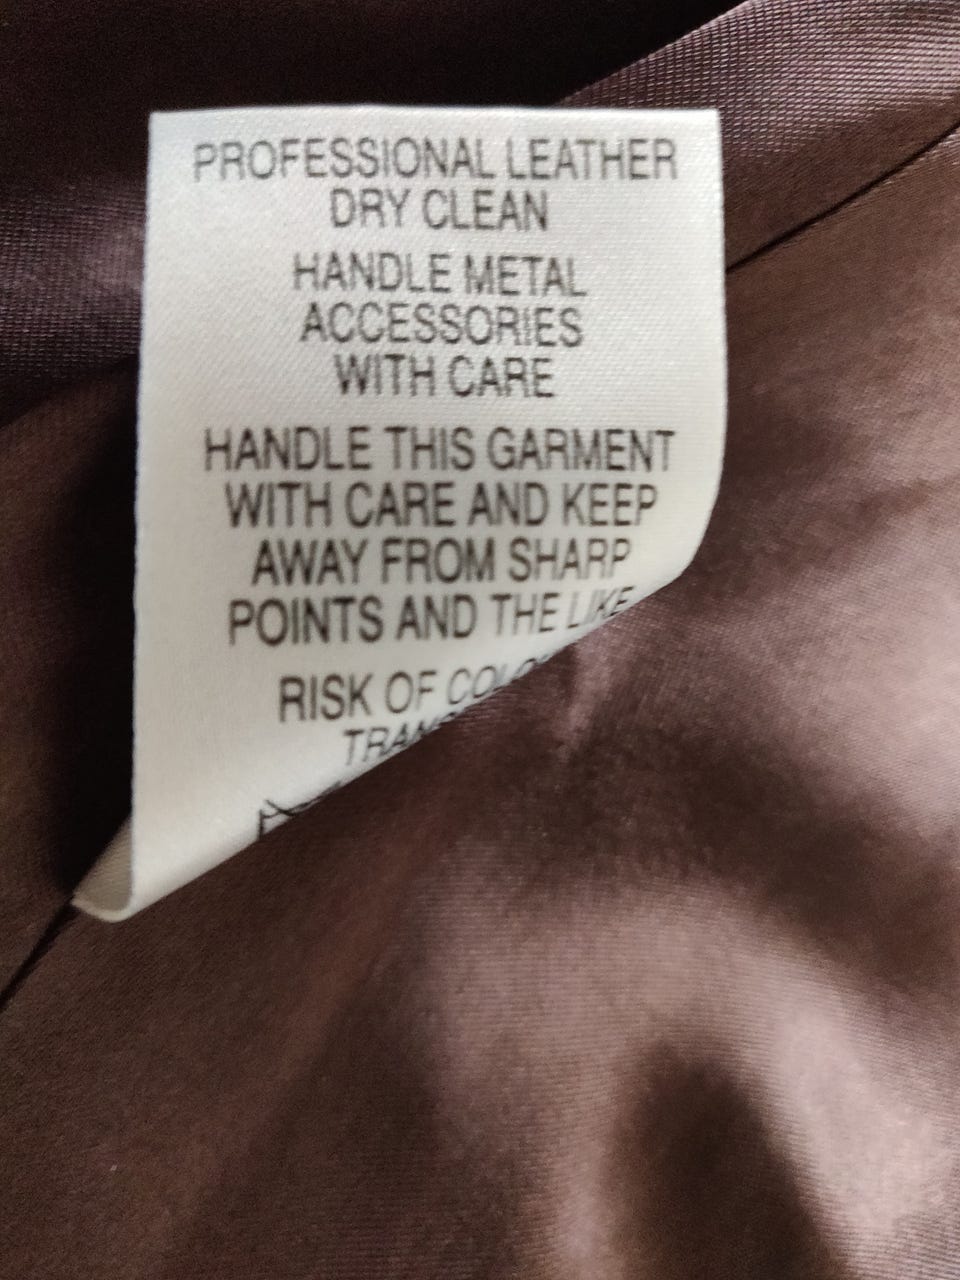 PROFESSIONAL LEATHER
DRY CLEAN
HANDLE METAL
ACCESSORIES
WITH CARE
HANDLE THIS GARMENT
WITH CARE AND KEEP
AWAY FROM SHARP
POINTS AND THE LIKE
RISK OF